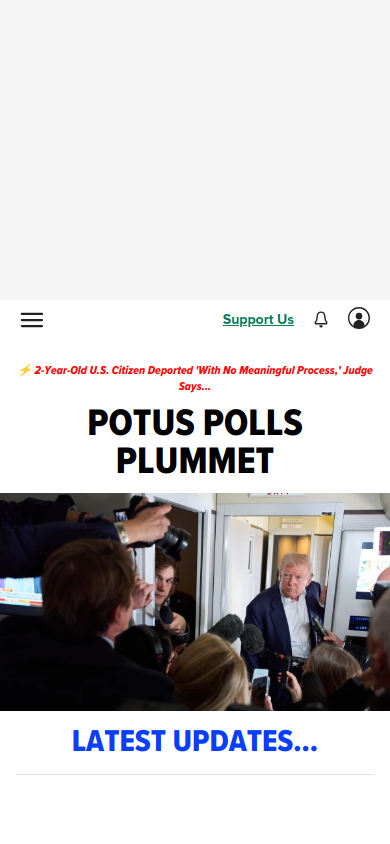 Support Us
⚡ 2-Year-Old U.S. Citizen Deported 'With No Meaningful Process,' Judge
Says...
POTUS POLLS
PLUMMET
LATEST UPDATES...